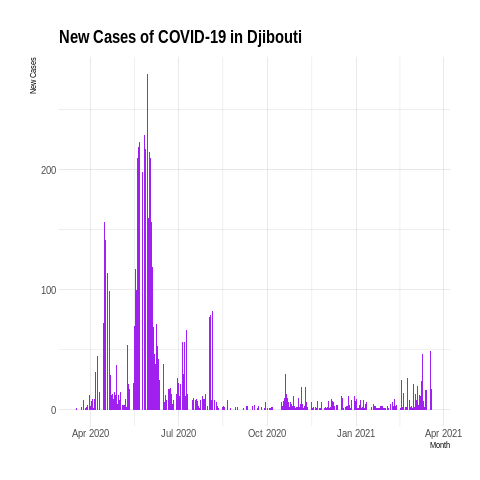 New Cases of COVID-19 in Djibouti
New Cases
200
100
0
Apr 2020 Jul 2020 Oct 2020 Jan 2021 Apr 2021
Month